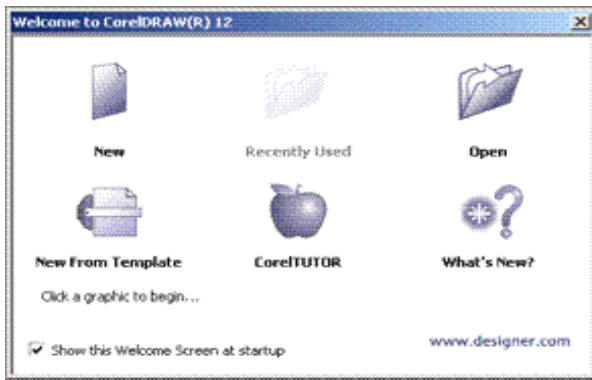 Welcome to CorelDRAW(R) 12
New
Recently Used
Open
New From Template
CorelTUTOR
What's New?
Click a graphic to begin...
Show this Welcome Screen at startup
www.designer.com